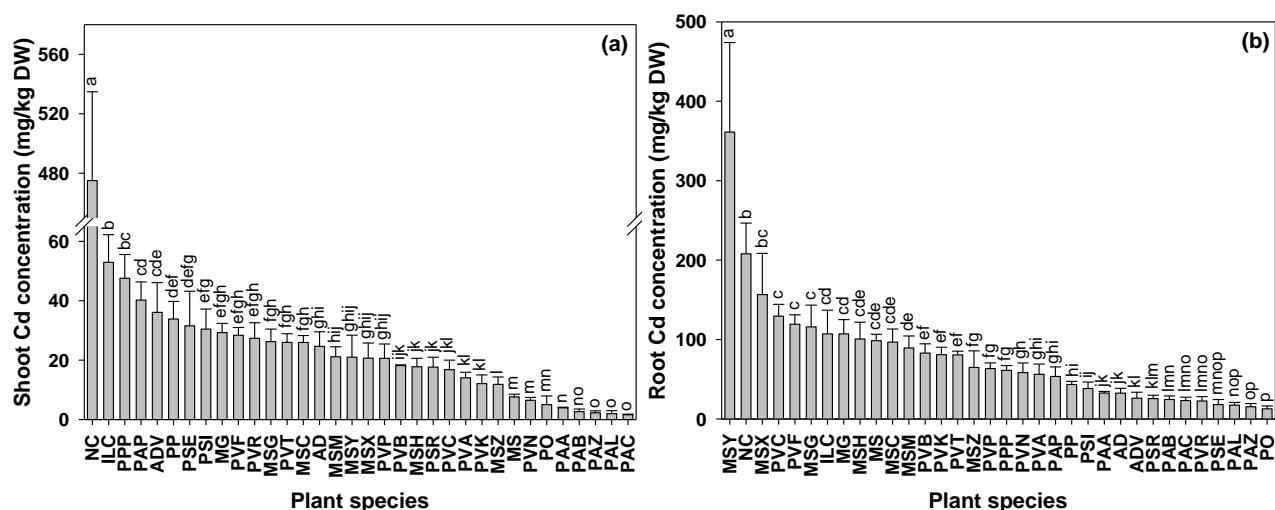 (a)
Shoot Cd concentration (mg/kg DW)
560
520
480
60
40
20
0
a
b
bc
cd
cde
def
defg
efg
efgh
efgh
efgh
fgh
fgh
fgh
ghi
hij
ghij
ghij
ghij
ijk
jk
jk
jkl
kl
kl
l
m
m
mn
n
no
o
o
o
NC
ILC
PPP
PAP
ADV
PP
PSE
PSI
MG
PVF
PVR
MSG
PVT
MSC
AD
MSM
MSY
MSX
PVP
PVB
MSH
PSR
PVC
PVA
PVK
MSZ
MS
PVN
PO
PAA
PAB
PAZ
PAL
PAC
Plant species
(b)
Root Cd concentration (mg/kg DW)
500
400
300
200
100
0
a
b
bc
c
c
c
cd
cd
cde
cde
cde
de
ef
ef
ef
fg
fg
fg
gh
ghi
ghi
hi
ij
jk
jk
kl
klm
lmn
lmno
lmno
mnop
nop
op
p
MSY
NC
MSX
PVC
PVF
MSG
ILC
MG
MSH
MS
MSC
MSM
PVB
PVK
PVT
MSZ
PVP
PPP
PVN
PVA
PAP
PP
PSI
PAA
AD
ADV
PSR
PAB
PAC
PVR
PSE
PAL
PAZ
PO
Plant species